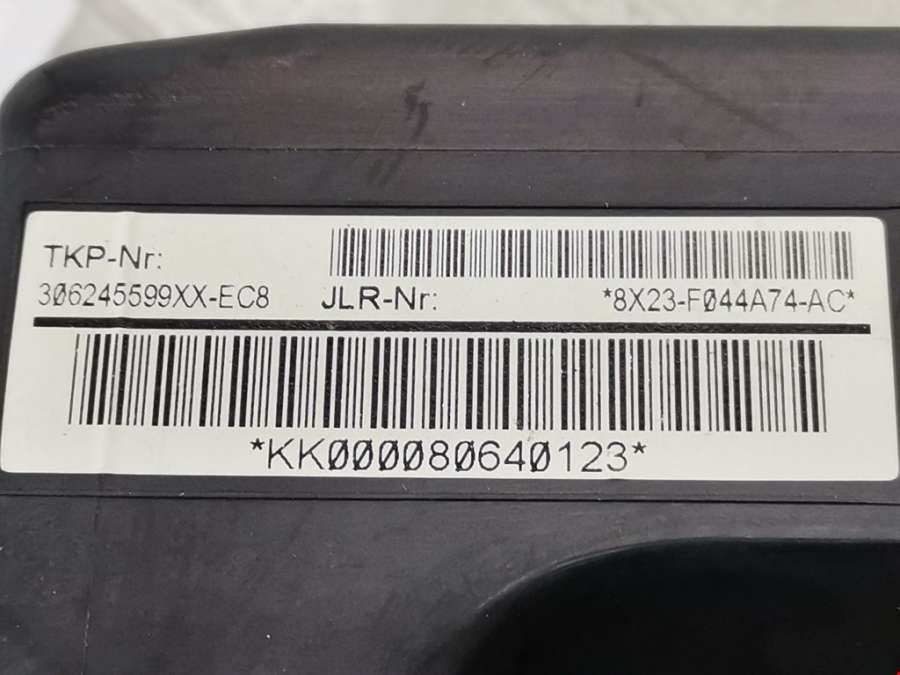 TKP-Nr:
306245599XX-EC8 JLR-Nr: *8X23-F044A74-AC*
*KK000080640123*